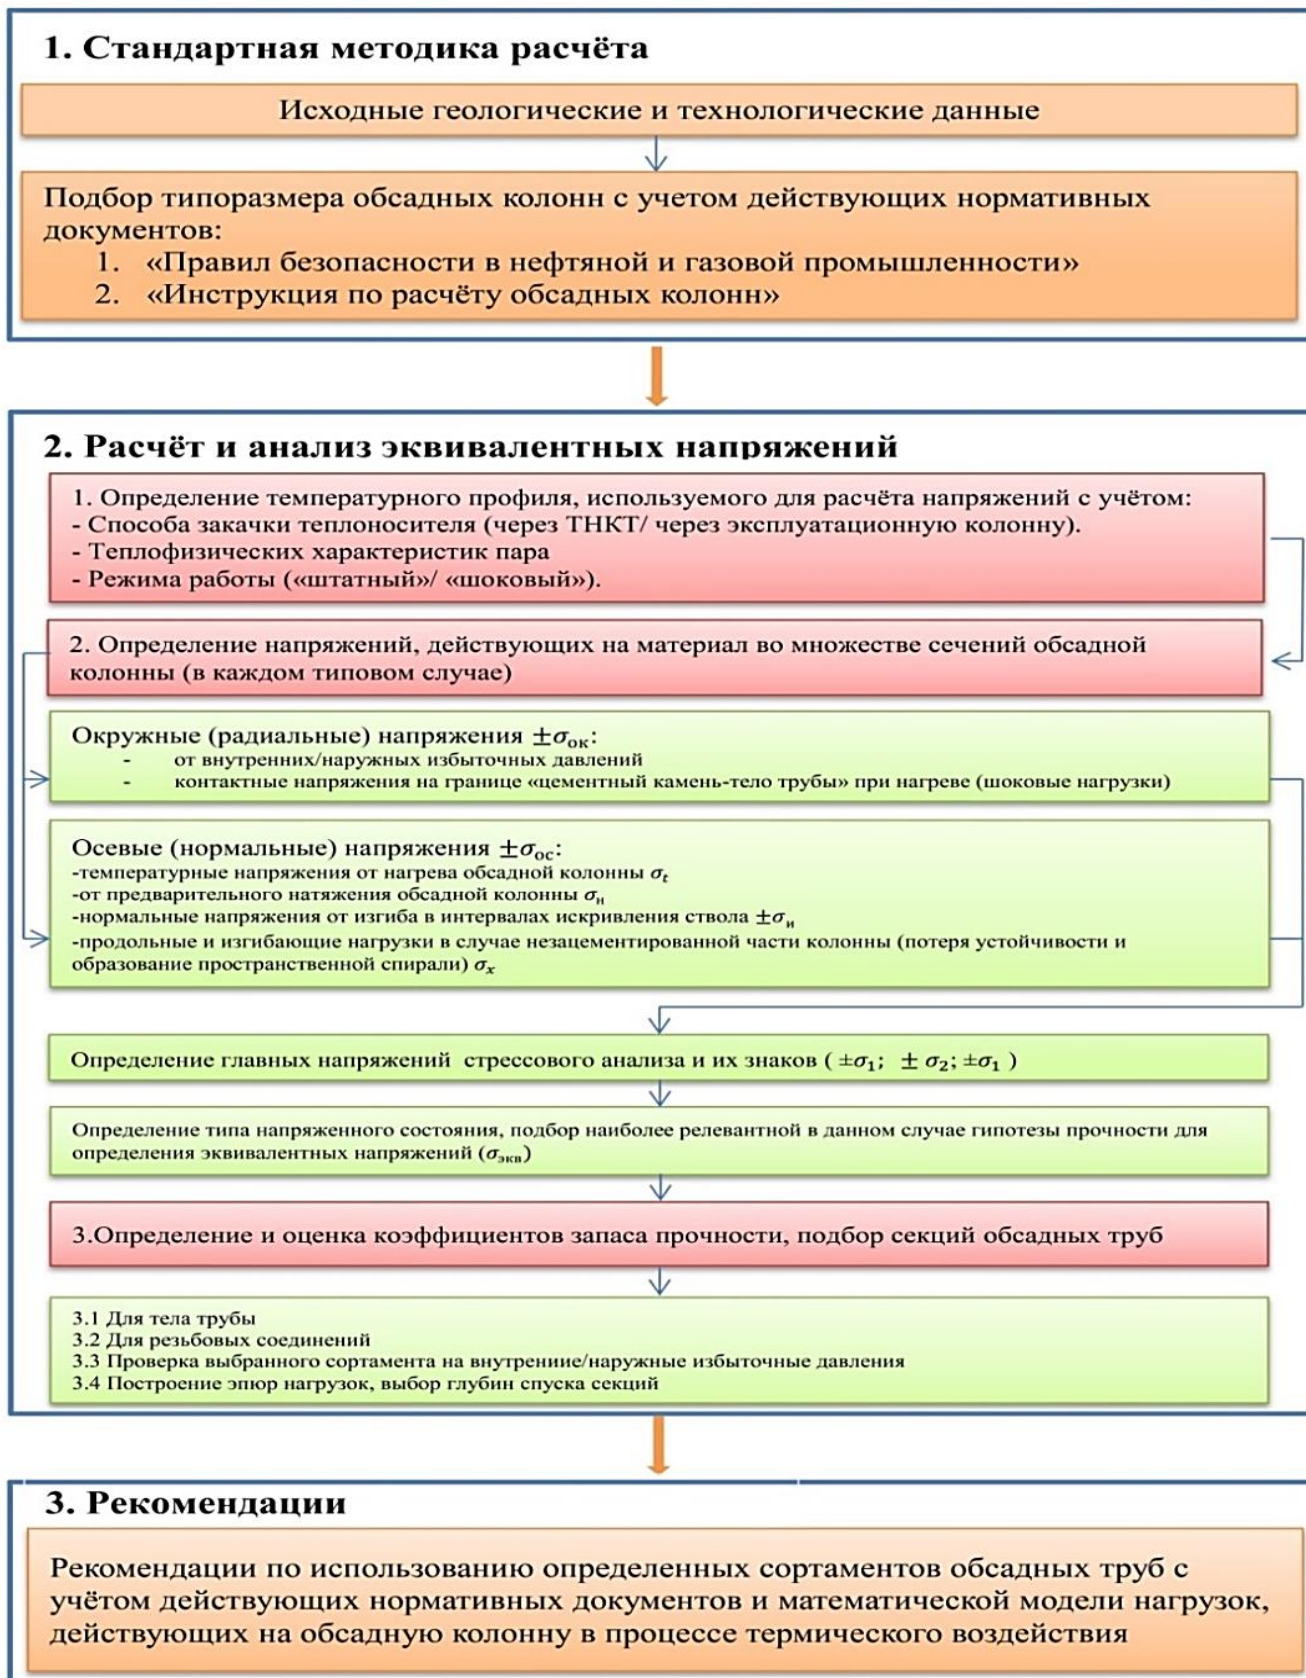 1. Стандартная методика расчёта
Исходные геологические и технологические данные
Подбор типоразмера обсадных колонн с учетом действующих нормативных
документов:
1. «Правил безопасности в нефтяной и газовой промышленности»
2. «Инструкция по расчёту обсадных колонн»
2. Расчёт и анализ эквивалентных напряжений
1. Определение температурного профиля, используемого для расчёта напряжений с учётом:
- Способа закачки теплоносителя (через ТНКТ/ через эксплуатационную колонну).
- Теплофизических характеристик пара
- Режима работы («штатный»/ «шоковый»).
2. Определение напряжений, действующих на материал во множестве сечений обсадной
колонны (в каждом типовом случае)
Окружные (радиальные) напряжения ±σок:
- от внутренних/наружных избыточных давлений
- контактные напряжения на границе «цементный камень-тело трубы» при нагреве (шоковые нагрузки)
Осевые (нормальные) напряжения ±σос:
-температурные напряжения от нагрева обсадной колонны σt
-от предварительного натяжения обсадной колонны σн
-нормальные напряжения от изгиба в интервалах искривления ствола ±σи
-продольные и изгибающие нагрузки в случае незацементированной части колонны (потеря устойчивости и
образование пространственной спирали) σx
Определение главных напряжений стрессового анализа и их знаков ( ±σ1; ± σ2; ±σ1 )
Определение типа напряженного состояния, подбор наиболее релевантной в данном случае гипотезы прочности для
определения эквивалентных напряжений (σэкв)
3.Определение и оценка коэффициентов запаса прочности, подбор секций обсадных труб
3.1 Для тела трубы
3.2 Для резьбовых соединений
3.3 Проверка выбранного сортамента на внутренние/наружные избыточные давления
3.4 Построение эпюр нагрузок, выбор глубин спуска секций
3. Рекомендации
Рекомендации по использованию определенных сортаментов обсадных труб с
учётом действующих нормативных документов и математической модели нагрузок,
действующих на обсадную колонну в процессе термического воздействия